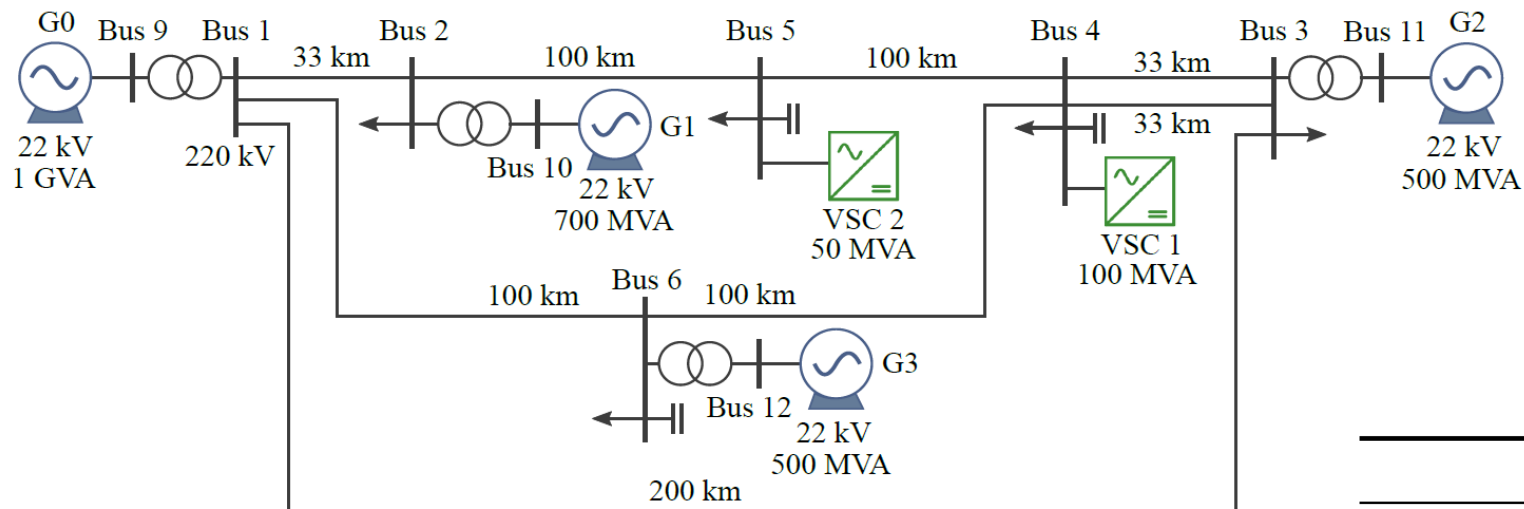 G0
Bus 9
Bus 1
33 km
Bus 2
100 km
Bus 5
100 km
Bus 4
33 km
Bus 3
Bus 11
G2
22 kV
1 GVA
220 kV
G1
Bus 10
22 kV
700 MVA
VSC 2
50 MVA
33 km
VSC 1
100 MVA
22 kV
500 MVA
100 km
Bus 6
100 km
G3
Bus 12
22 kV
500 MVA
200 km